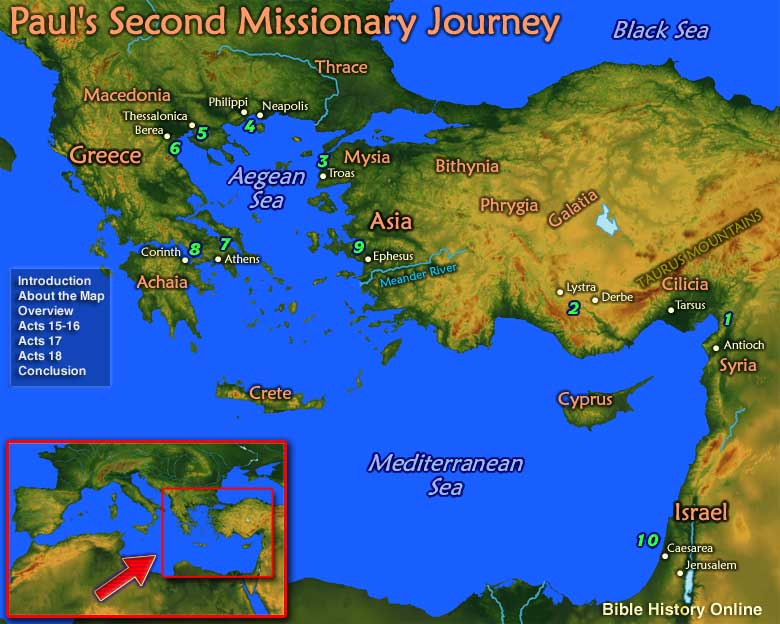 Paul's Second Missionary Journey
Black Sea
Thrace
Macedonia
Philippi
Neapolis
4
Thessalonica
5
Berea
6
Greece
Aegean
Sea
3
Mysia
Troas
Bithynia
Phrygia
Galatia
Asia
TAURUS MOUNTAINS
Corinth
8
7
Athens
Achaia
9
Ephesus
Meander River
Lystra
Derbe
2
Cilicia
Tarsus
1
Antioch
Syria
Introduction
About the Map
Overview
Acts 15-16
Acts 17
Acts 18
Conclusion
Crete
Cyprus
Mediterranean
Sea
Israel
10
Caesarea
Jerusalem
Bible History Online